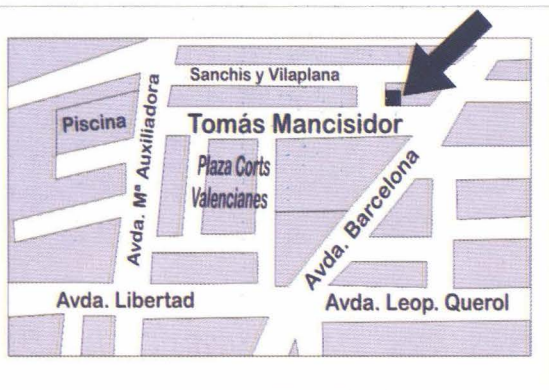 Sanchis y Vilaplana
Piscina
Tomás Mancisidor
Avda. Mª Auxiliadora
Plaza Corts
Valencianes
Avda. Barcelona
Avda. Libertad
Avda. Leop. Querol